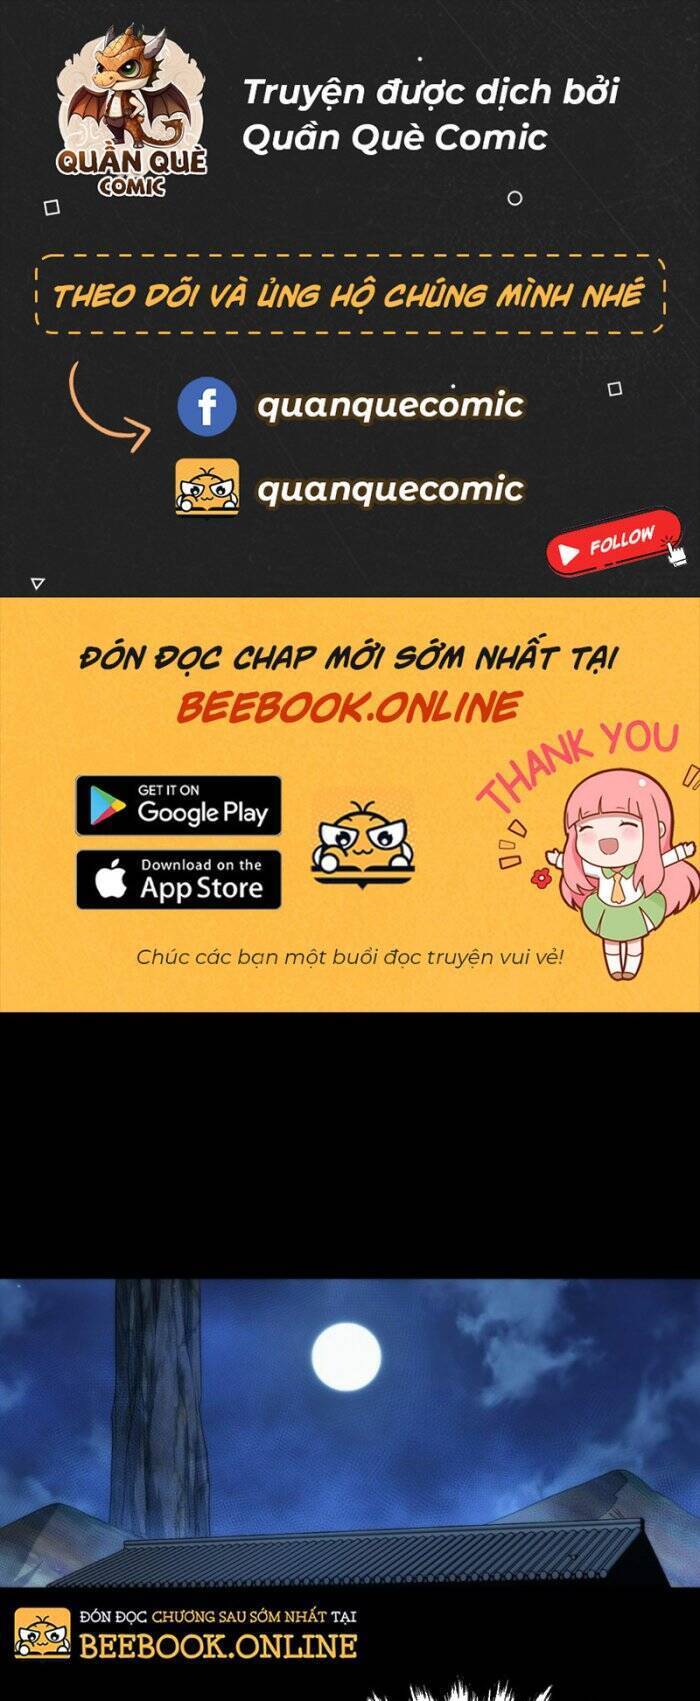 QUẦN QUÈ
COMIC
Truyện được dịch bởi
Quần Què Comic
THEO DÕI VÀ ỦNG HỘ CHÚNG MÌNH NHÉ
quanquecomic
quanquecomic
FOLLOW
ĐÓN ĐỌC CHAP MỚI SỚM NHẤT TẠI
BEEBOOK.ONLINE
THANK YOU
GET IT ON
Google Play
Download on the
App Store
Chúc các bạn một buổi đọc truyện vui vẻ!
ĐÓN ĐỌC CHƯƠNG SAU SỚM NHẤT TẠI
BEEBOOK.ONLINE